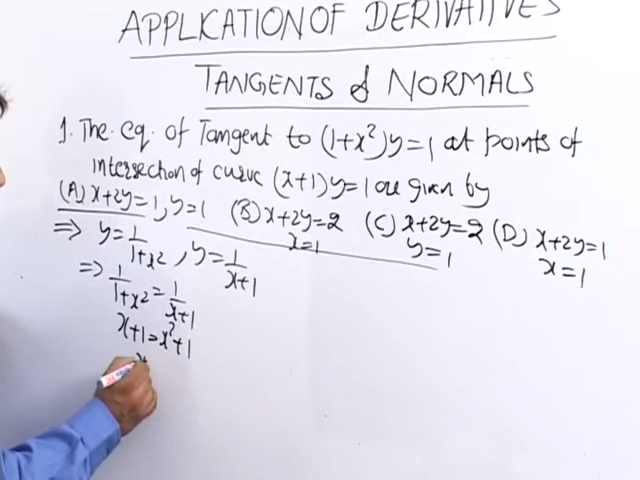 APPLICATION OF DERIVATIVES
TANGENTS & NORMALS
1. The eq. of Tangent to (1+x²)y=1 at points of
intersection of curve (x+1)y=1 are given by
(A) x+2y=1, y=1 (B) x+2y=2 x=1 (C) x+2y=2 y=1 (D) x+2y=1 x=1
⇒ y=1/1+x², y=1/x+1
⇒ 1/1+x²=1/x+1
x+1=x²+1